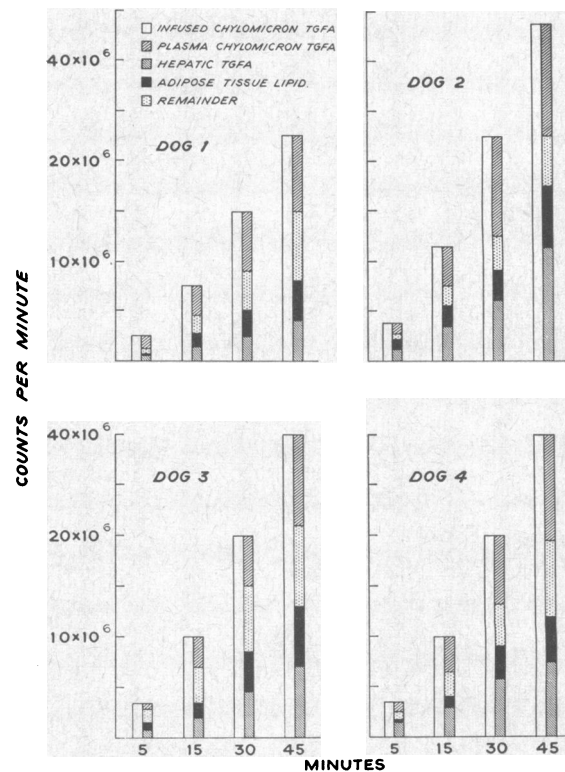 INFUSED CHYLOMICRON TGFA
PLASMA CHYLOMICRON TGFA
HEPATIC TGFA
ADIPOSE TISSUE LIPID.
REMAINDER
40×10⁶
20×10⁶
10×10⁶
DOG 1
DOG 2
COUNTS PER MINUTE
40×10⁶
20×10⁶
10×10⁶
DOG 3
DOG 4
5 15 30 45 5 15 30 45
MINUTES